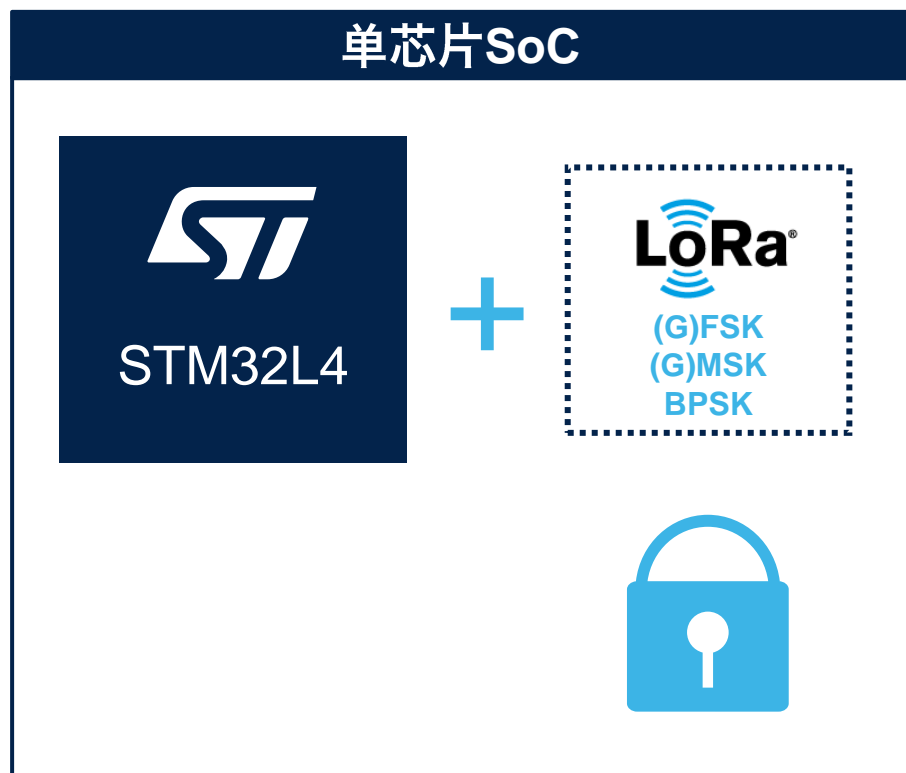 单芯片SoC
ST
STM32L4
LoRa®
(G)FSK
(G)MSK
BPSK